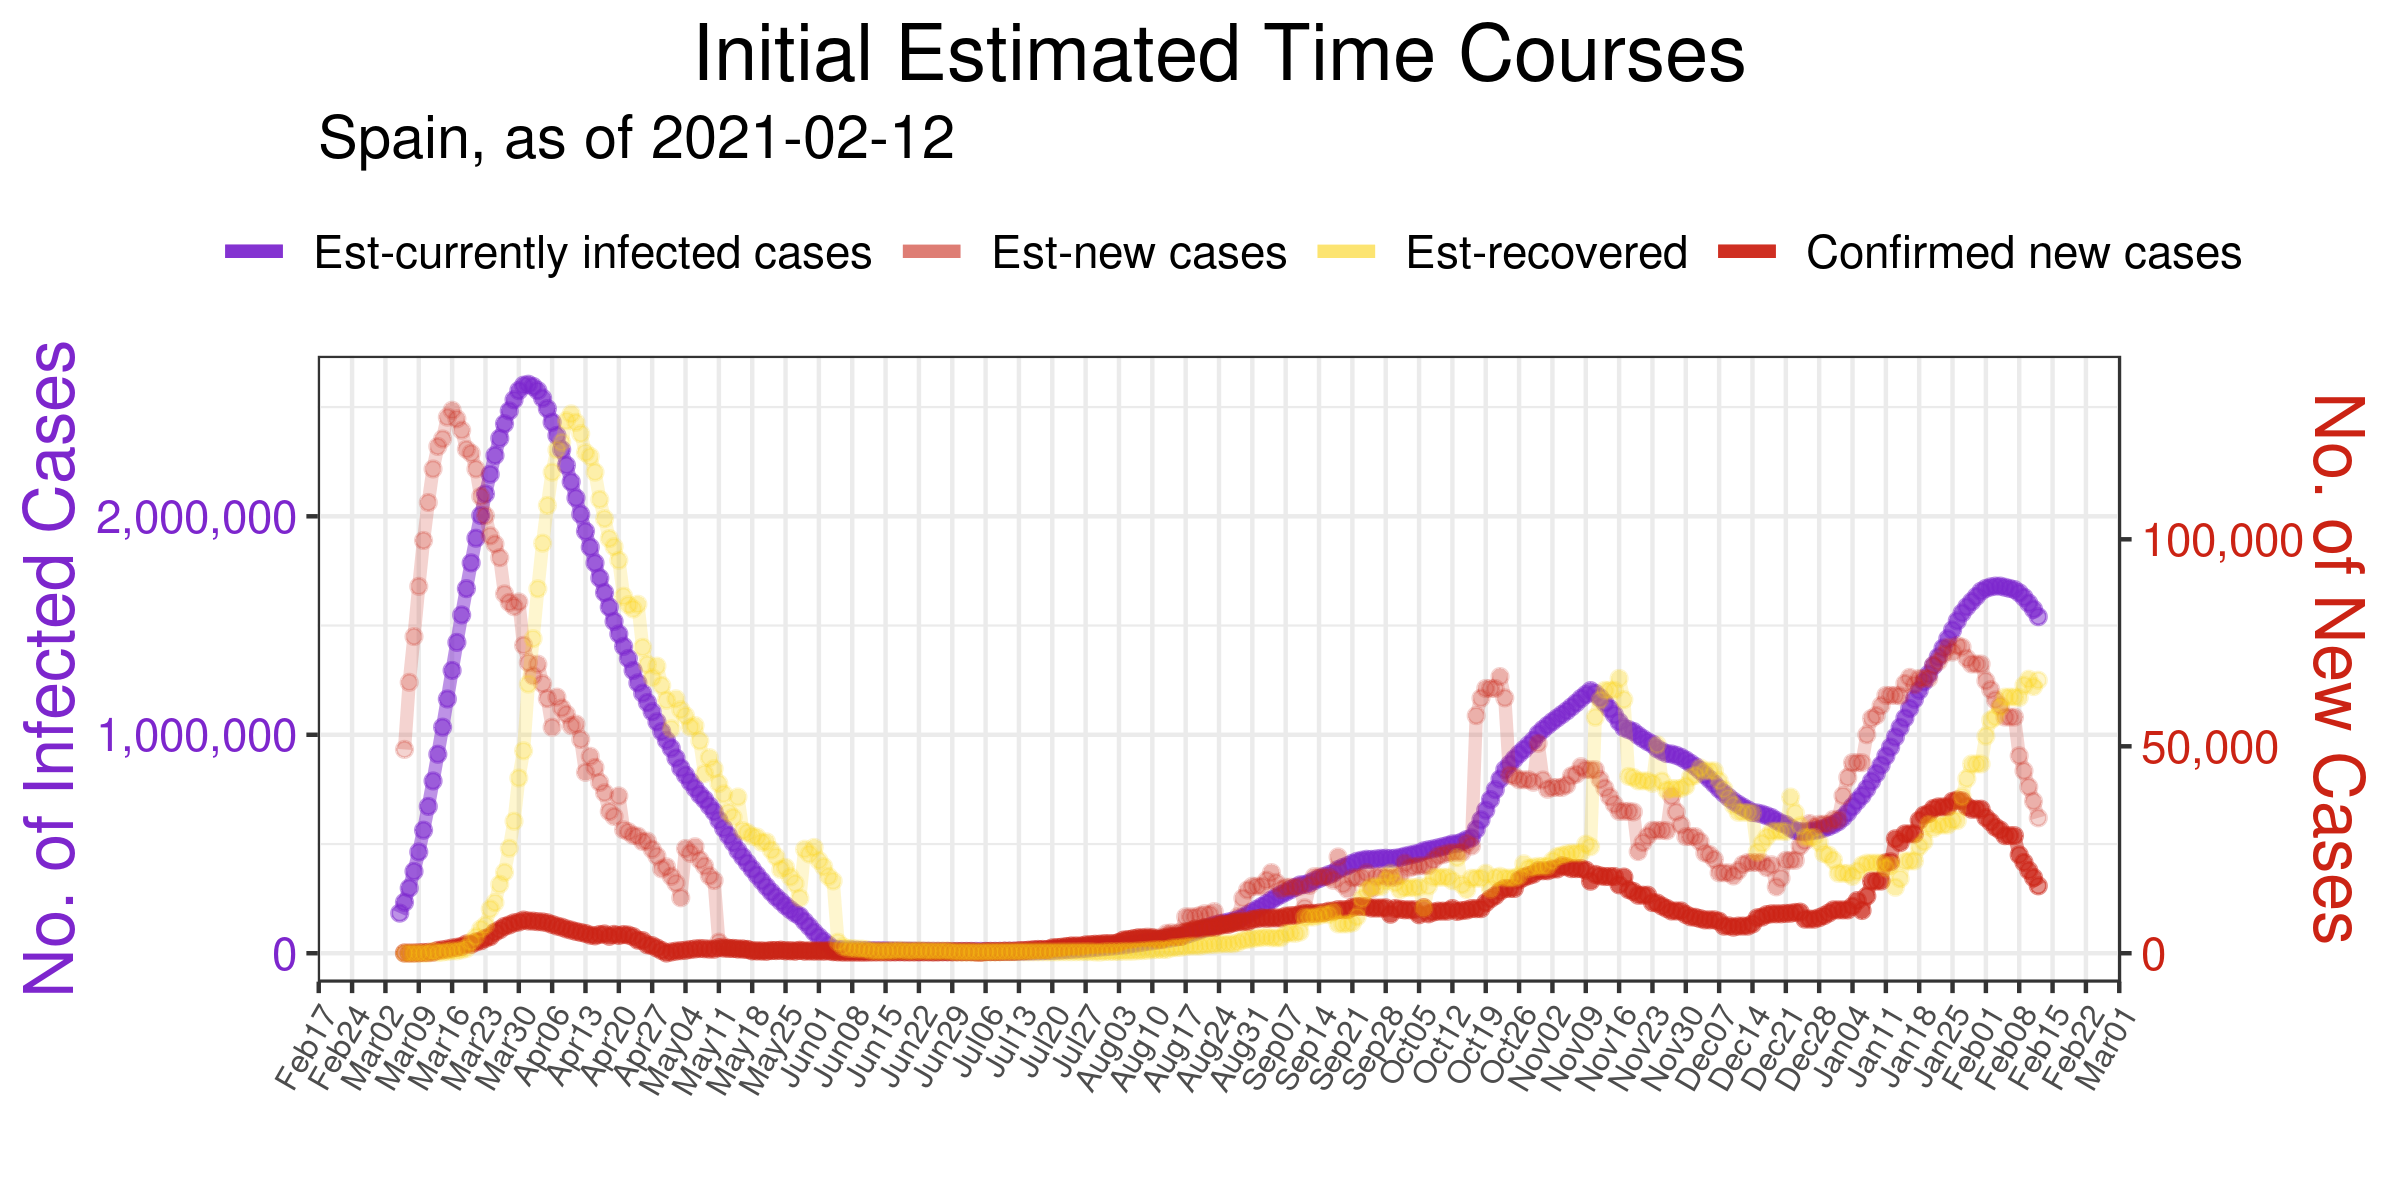 Initial Estimated Time Courses
Spain, as of 2021-02-12
Est-currently infected cases Est-new cases Est-recovered Confirmed new cases
No. of Infected Cases
2,000,000
1,000,000
0
100,000
50,000
0
No. of New Cases
Feb17 Feb24 Mar02 Mar09 Mar16 Mar23 Mar30 Apr06 Apr13 Apr20 Apr27 May04 May11 May18 May25 Jun01 Jun08 Jun15 Jun22 Jun29 Jul06 Jul13 Jul20 Jul27 Aug03 Aug10 Aug17 Aug24 Aug31 Sep07 Sep14 Sep21 Sep28 Oct05 Oct12 Oct19 Oct26 Nov02 Nov09 Nov16 Nov23 Nov30 Dec07 Dec14 Dec21 Dec28 Jan04 Jan11 Jan18 Jan25 Feb01 Feb08 Feb15 Feb22 Mar01